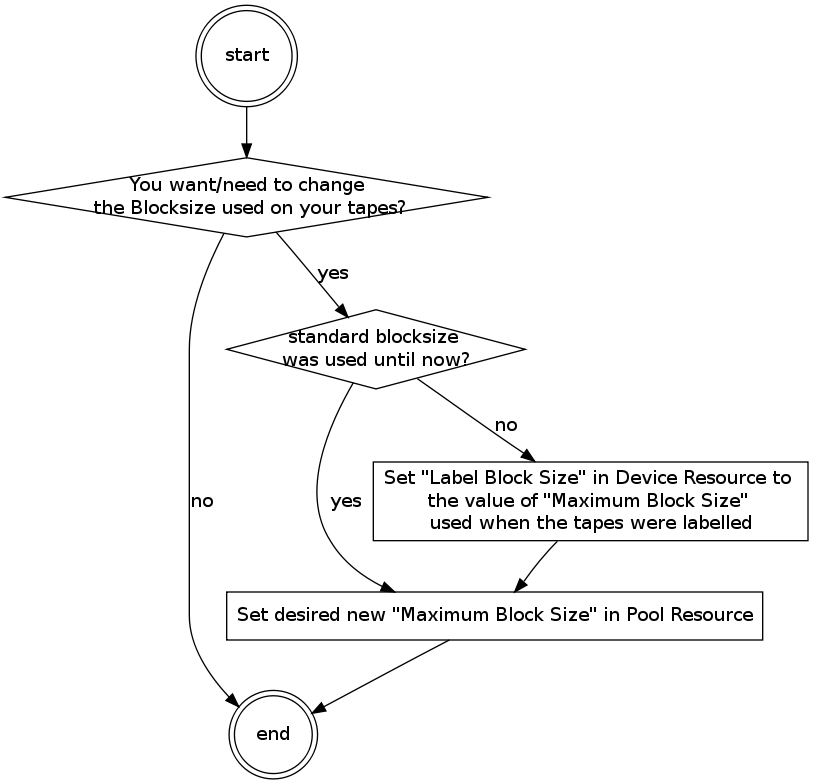 start
You want/need to change
the Blocksize used on your tapes?
yes
standard blocksize
was used until now?
no
Set "Label Block Size" in Device Resource to
the value of "Maximum Block Size"
used when the tapes were labelled
no
yes
Set desired new "Maximum Block Size" in Pool Resource
end